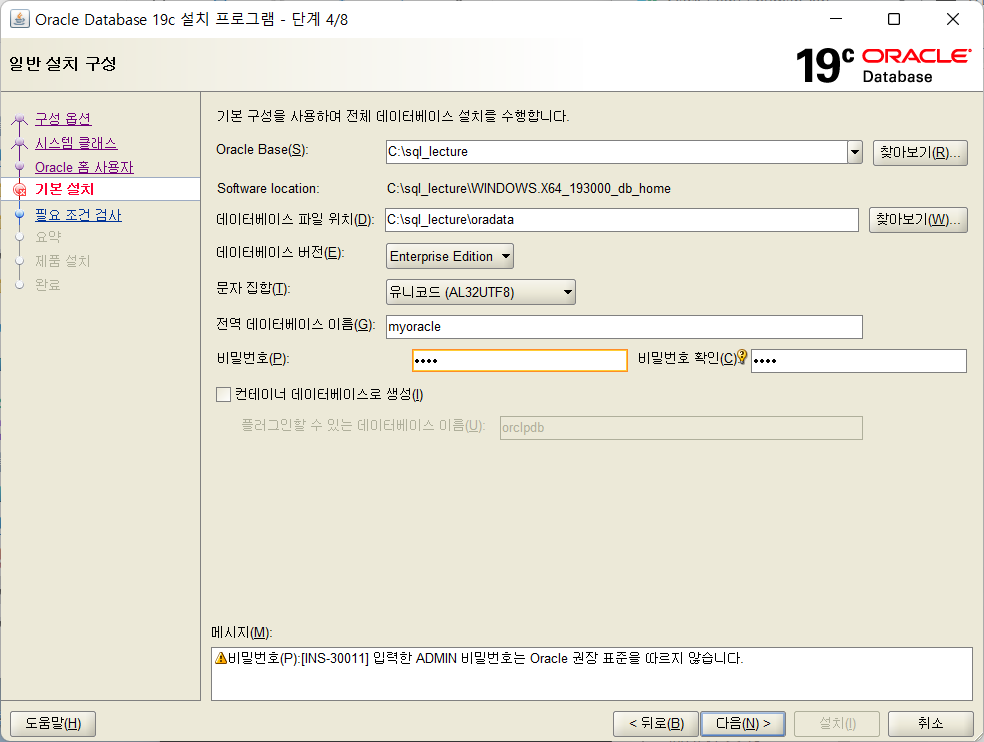 Oracle Database 19c 설치 프로그램 - 단계 4/8
일반 설치 구성
19c ORACLE Database
구성 옵션
시스템 클래스
Oracle 홈 사용자
기본 설치
필요 조건 검사
요약
제품 설치
완료
기본 구성을 사용하여 전체 데이터베이스 설치를 수행합니다.
Oracle Base(S): C:\sql_lecture 찾아보기(R)...
Software location: C:\sql_lecture\WINDOWS.X64_193000_db_home
데이터베이스 파일 위치(D): C:\sql_lecture\oradata 찾아보기(W)...
데이터베이스 버전(E): Enterprise Edition
문자 집합(T): 유니코드 (AL32UTF8)
전역 데이터베이스 이름(G): myoracle
비밀번호(P): •••• 비밀번호 확인(C) ••••
컨테이너 데이터베이스로 생성(I)
플러그인할 수 있는 데이터베이스 이름(U): orclpdb
메시지(M):
비밀번호(P):[INS-30011] 입력한 ADMIN 비밀번호는 Oracle 권장 표준을 따르지 않습니다.
도움말(H) < 뒤로(B) 다음(N) > 설치(I) 취소